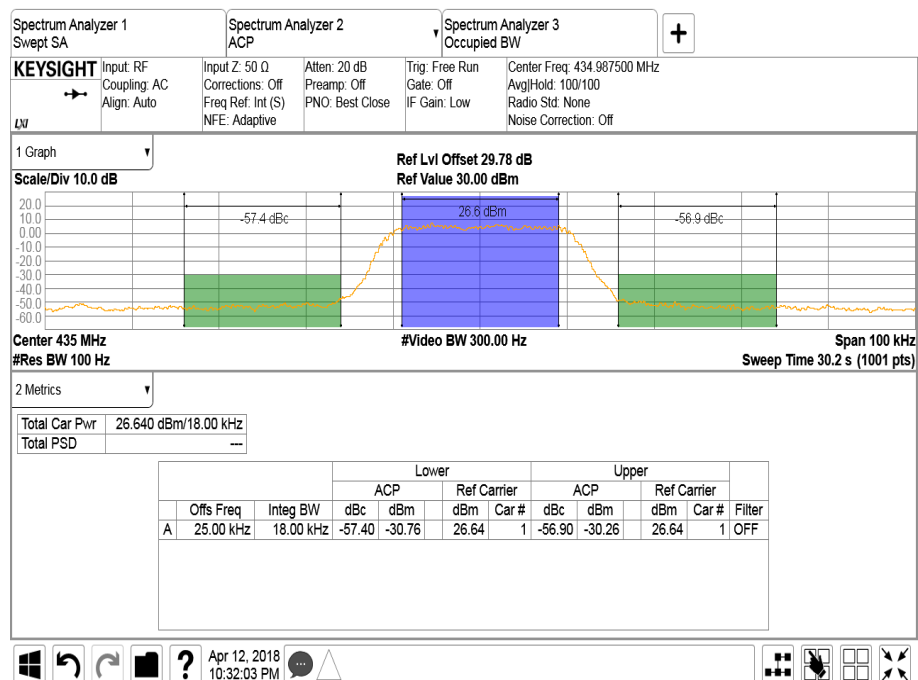 Spectrum Analyzer 1
Swept SA
Spectrum Analyzer 2
ACP
Spectrum Analyzer 3
Occupied BW
KEYSIGHT
LXI
Input: RF
Coupling: AC
Align: Auto
Input Z: 50 Ω
Corrections: Off
Freq Ref: Int (S)
NFE: Adaptive
Atten: 20 dB
Preamp: Off
PNO: Best Close
Trig: Free Run
Gate: Off
IF Gain: Low
Center Freq: 434.987500 MHz
Avg|Hold: 100/100
Radio Std: None
Noise Correction: Off
1 Graph
Scale/Div 10.0 dB
Ref Lvl Offset 29.78 dB
Ref Value 30.00 dBm
20.0
10.0
0.00
-10.0
-20.0
-30.0
-40.0
-50.0
-60.0
-57.4 dBc
26.6 dBm
-56.9 dBc
Center 435 MHz
#Video BW 300.00 Hz
Span 100 kHz
#Res BW 100 Hz
Sweep Time 30.2 s (1001 pts)
2 Metrics
Total Car Pwr 26.640 dBm/18.00 kHz
Total PSD ---
Lower Upper
ACP Ref Carrier ACP Ref Carrier
Offs Freq Integ BW dBc dBm dBm Car # dBc dBm dBm Car # Filter
A 25.00 kHz 18.00 kHz -57.40 -30.76 26.64 1 -56.90 -30.26 26.64 1 OFF
?
Apr 12, 2018
10:32:03 PM